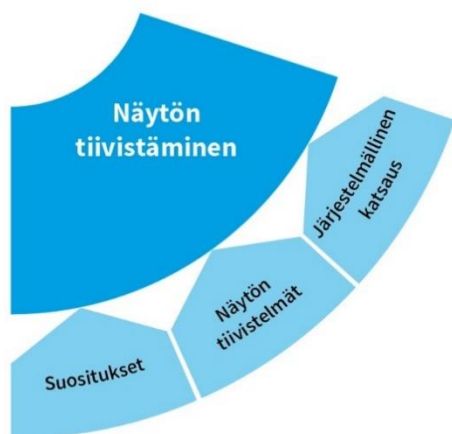 Näytön
tiivistäminen
Järjestelmällinen
katsaus
Näytön
tiivistelmät
Suositukset